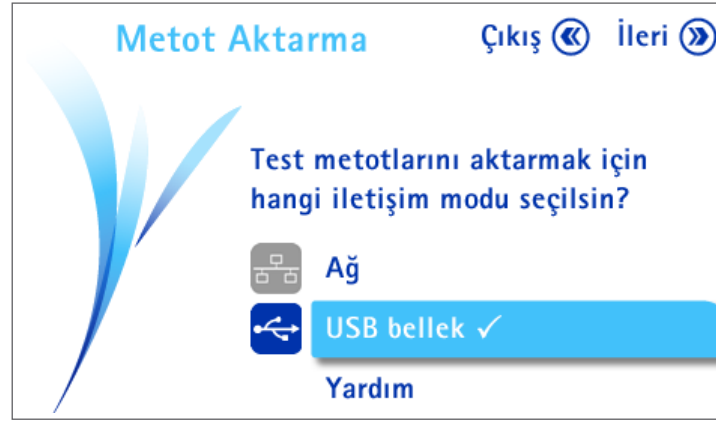 Metot Aktarma
Çıkış
İleri
Test metotlarını aktarmak için
hangi iletişim modu seçilsin?
Ağ
USB bellek ✓
Yardım